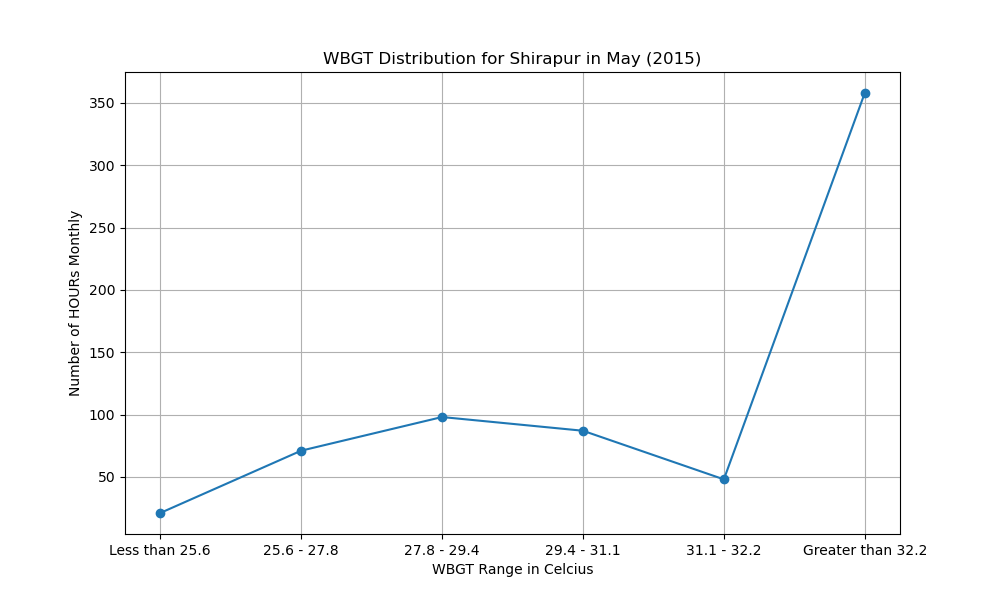 WBGT Distribution for Shirapur in May (2015)
Number of HOURs Monthly
350
300
250
200
150
100
50
Less than 25.6
25.6 - 27.8
27.8 - 29.4
29.4 - 31.1
31.1 - 32.2
Greater than 32.2
WBGT Range in Celcius